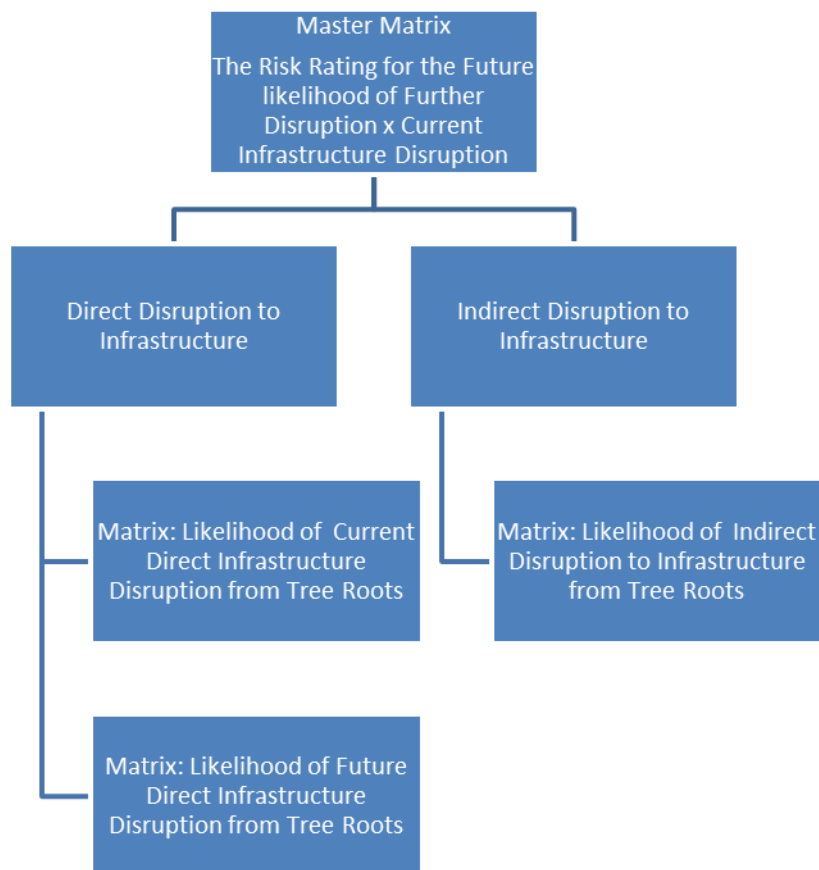 Master Matrix
The Risk Rating for the Future
likelihood of Further
Disruption x Current
Infrastructure Disruption
Direct Disruption to
Infrastructure
Indirect Disruption to
Infrastructure
Matrix: Likelihood of Current
Direct Infrastructure
Disruption from Tree Roots
Matrix: Likelihood of Indirect
Disruption to Infrastructure
from Tree Roots
Matrix: Likelihood of Future
Direct Infrastructure
Disruption from Tree Roots